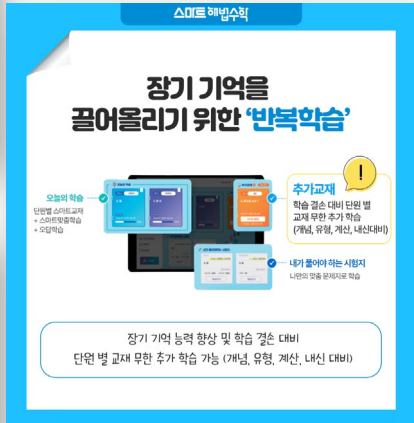 스마트 해법수학
장기 기억을
끌어올리기 위한 ‘반복학습’
오늘의 학습
단원별 스마트교재
+ 스마트맞춤학습
+ 오답학습
!
추가교재
학습 결손 대비 단원 별
교재 무한 추가 학습
(개념, 유형, 계산, 내신대비)
내가 풀어야 하는 시험지
나만의 맞춤 문제지로 학습
장기 기억 능력 향상 및 학습 결손 대비
단원 별 교재 무한 추가 학습 가능 (개념, 유형, 계산, 내신 대비)